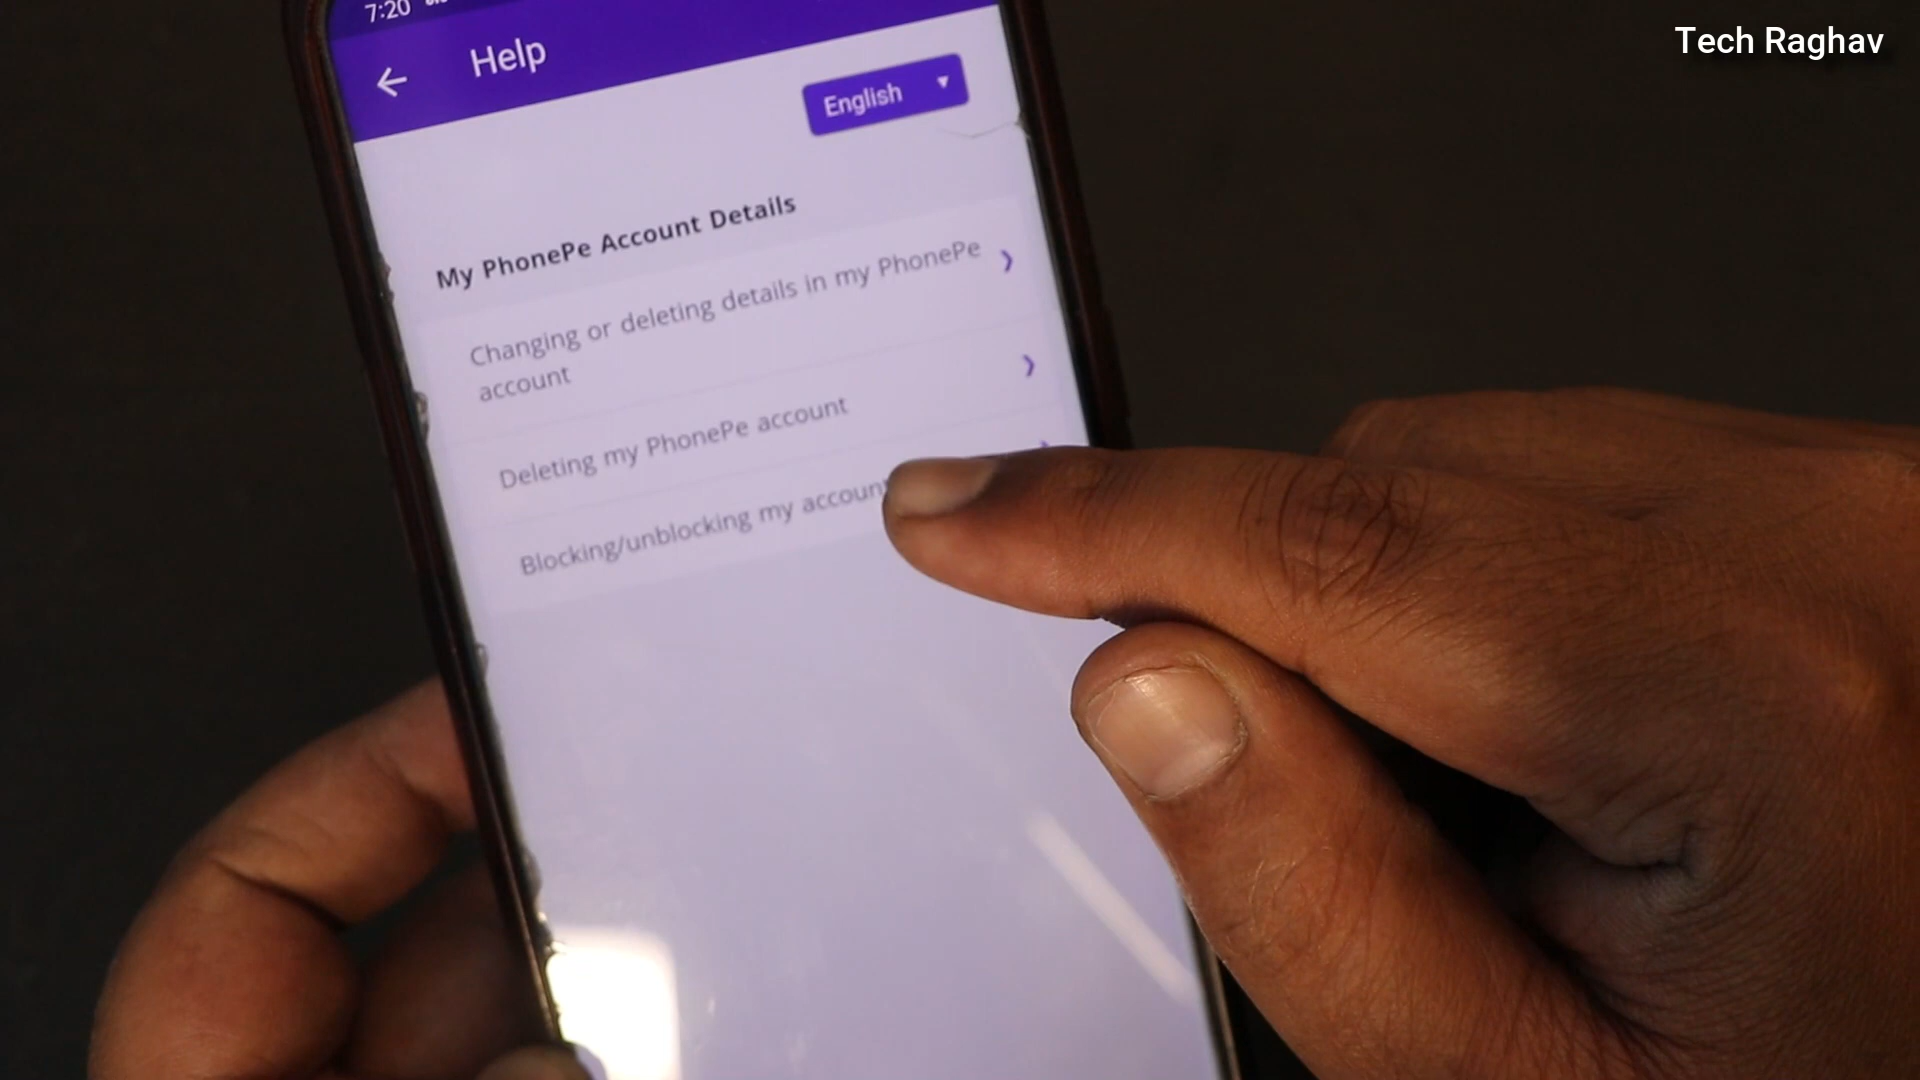 7:20
Tech Raghav
Help
English
My PhonePe Account Details
Changing or deleting details in my PhonePe
account
Deleting my PhonePe account
Blocking/unblocking my account